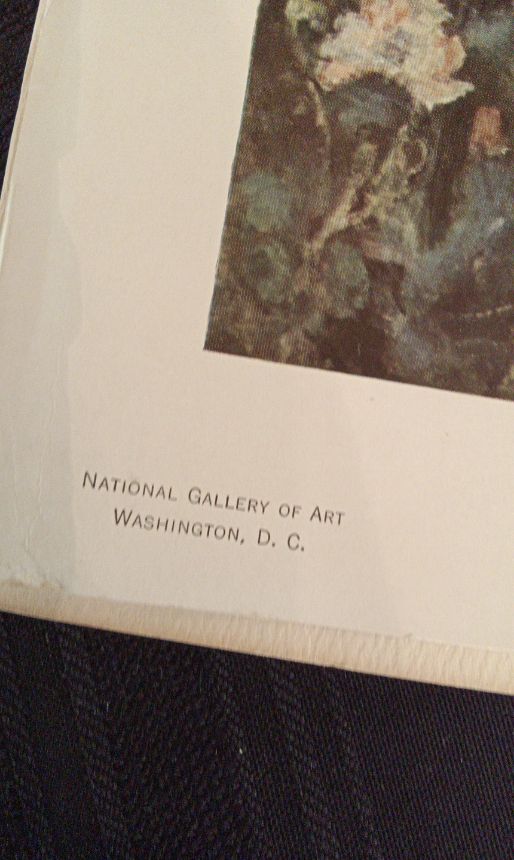 NATIONAL GALLERY OF ART
WASHINGTON, D. C.